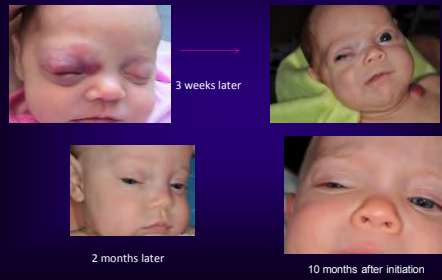 3 weeks later
2 months later
10 months after initiation